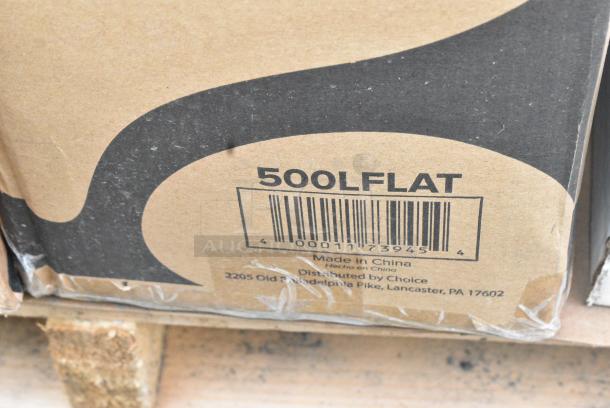 500LFLAT
4 00011 73945 4
Made in China
Hecho en China
Distributed by Choice
2205 Old Philadelphia Pike, Lancaster, PA 17602